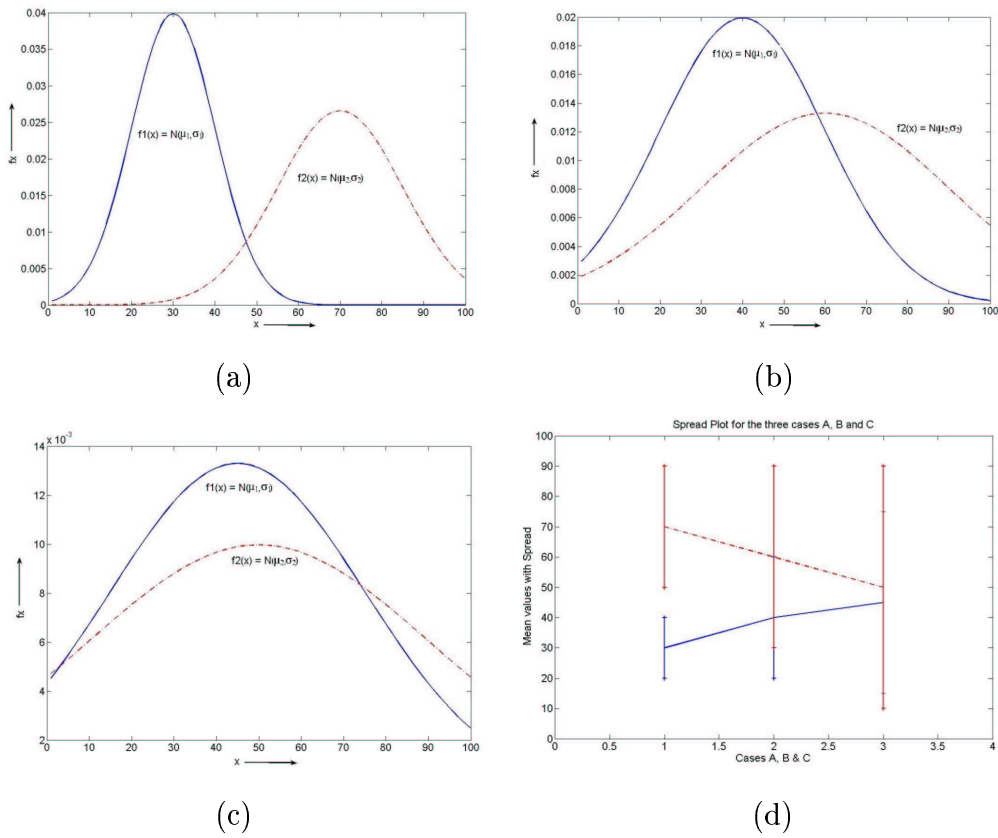 0.04
0.035
0.03
0.025
0.02
0.015
0.01
0.005
0
fx
f1(x) = N(μ₁,σ₁)
f2(x) = N(μ₂,σ₂)
0 10 20 30 40 50 60 70 80 90 100
x
(a)
0.02
0.018
0.016
0.014
0.012
0.01
0.008
0.006
0.004
0.002
0
fx
f1(x) = N(μ₁,σ₁)
f2(x) = N(μ₂,σ₂)
0 10 20 30 40 50 60 70 80 90 100
x
(b)
x 10⁻³
14
12
10
8
6
4
2
fx
f1(x) = N(μ₁,σ₁)
f2(x) = N(μ₂,σ₂)
0 10 20 30 40 50 60 70 80 90 100
x
(c)
Spread Plot for the three cases A, B and C
100
90
80
70
60
50
40
30
20
10
0
Mean values with Spread
0 0.5 1 1.5 2 2.5 3 3.5 4
Cases A, B & C
(d)